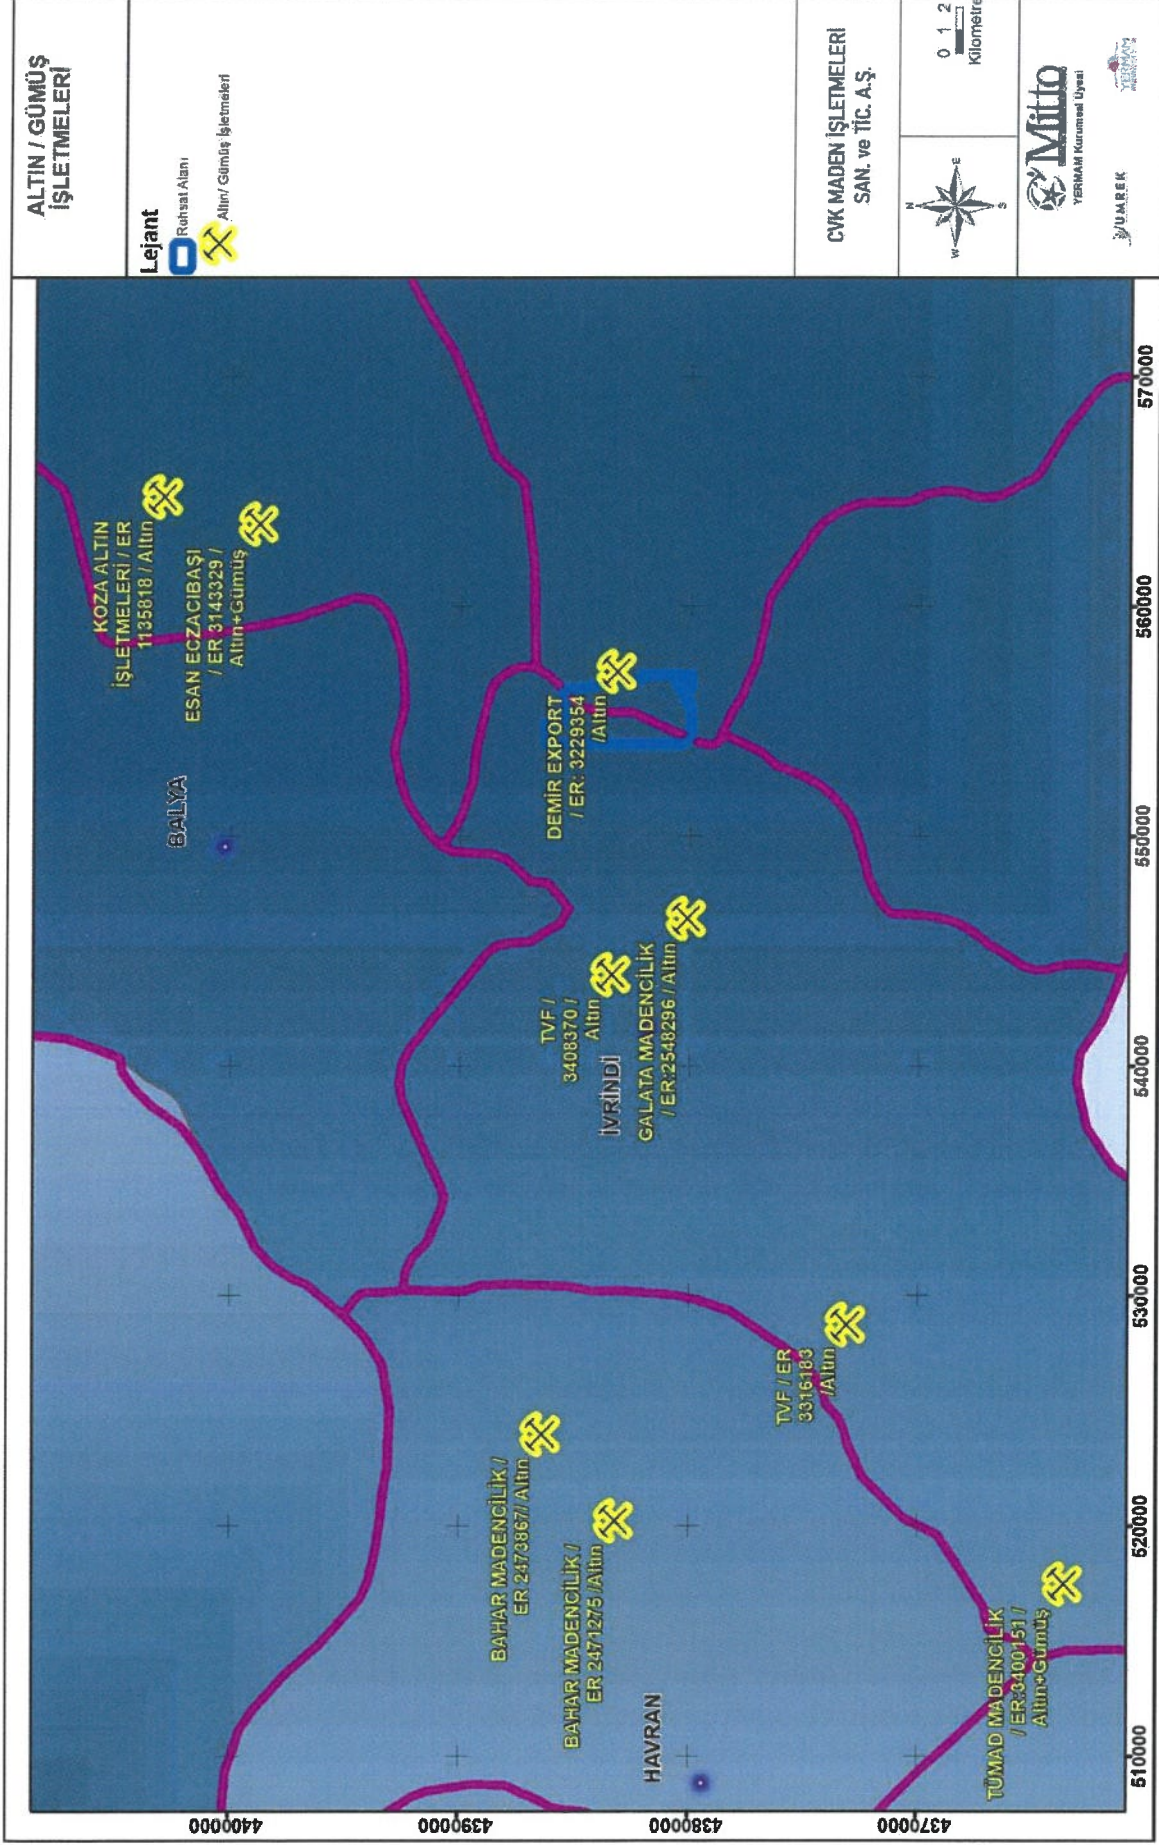 ALTIN / GÜMÜŞ
İŞLETMELERİ
Lejant
Ruhsat Alanı
Altın/ Gümüş İşletmeleri
CVK MADEN İŞLETMELERİ
SAN. ve TİC. A.Ş.
N
W
E
S
0 1 2
Kilometre
Mitto
YERMAM Kurumsal Üyesi
UMREK
YERMAM
KOZA ALTIN
İŞLETMELERİ / ER
1135818 / Altın
ESAN ECZACIBAŞI
/ ER 3143329 /
Altın+Gümüş
BALYA
DEMİR EXPORT
/ ER: 3229354
/Altın
TVF /
3408370 /
Altın
İVRİNDİ
GALATA MADENCİLİK
/ ER:2548296 / Altın
TVF / ER
3316183
/Altın
BAHAR MADENCİLİK /
ER 2473867/ Altın
BAHAR MADENCİLİK /
ER 2471275 /Altın
HAVRAN
TÜMAD MADENCİLİK
/ ER:3400151 /
Altın+Gümüş
4400000
4390000
4380000
4370000
510000
520000
530000
540000
550000
560000
570000